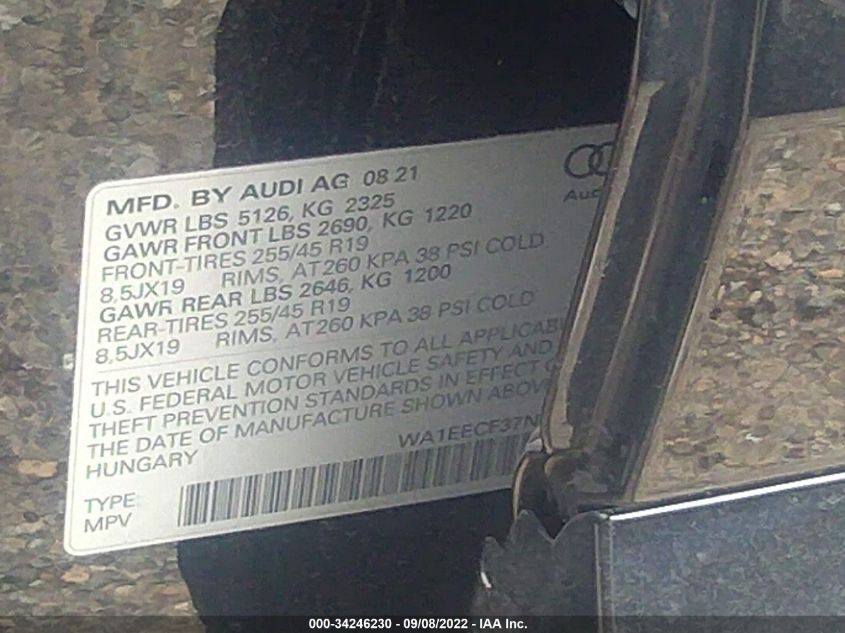 MFD. BY AUDI AG 08 21
GVWR LBS 5126, KG 2325
GAWR FRONT LBS 2690, KG 1220
FRONT-TIRES 255/45 R19
8,5JX19 RIMS, AT 260 KPA 38 PSI COLD
GAWR REAR LBS 2646, KG 1200
REAR-TIRES 255/45 R19
8,5JX19 RIMS, AT 260 KPA 38 PSI COLD
THIS VEHICLE CONFORMS TO ALL
U.S. FEDERAL MOTOR VEHICLE SAFETY AND
THEFT PREVENTION STANDARDS IN EFFECT
THE DATE OF MANUFACTURE SHOWN
HUNGARY
WA1EECF37N
TYPE:
MPV
000-34246230 - 09/08/2022 - IAA Inc.